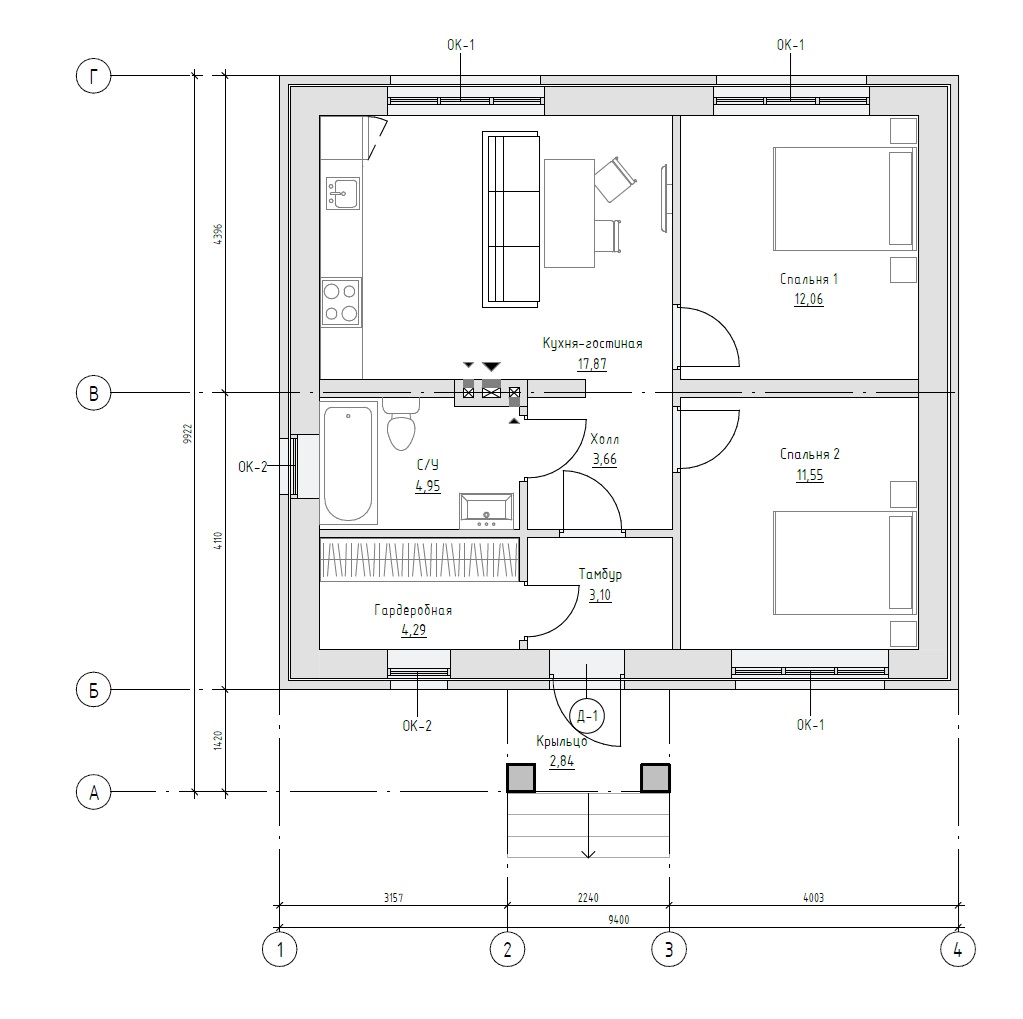 ОК-1
ОК-1
Г
4396
Спальня 1
12,06
Кухня-гостиная
17,87
В
9922
Холл
3,66
С/У
4,95
Спальня 2
11,55
ОК-2
4110
Тамбур
3,10
Гардеробная
4,29
Б
Д-1
ОК-2
ОК-1
1420
Крыльцо
2,84
А
3157
2240
4003
9400
1
2
3
4